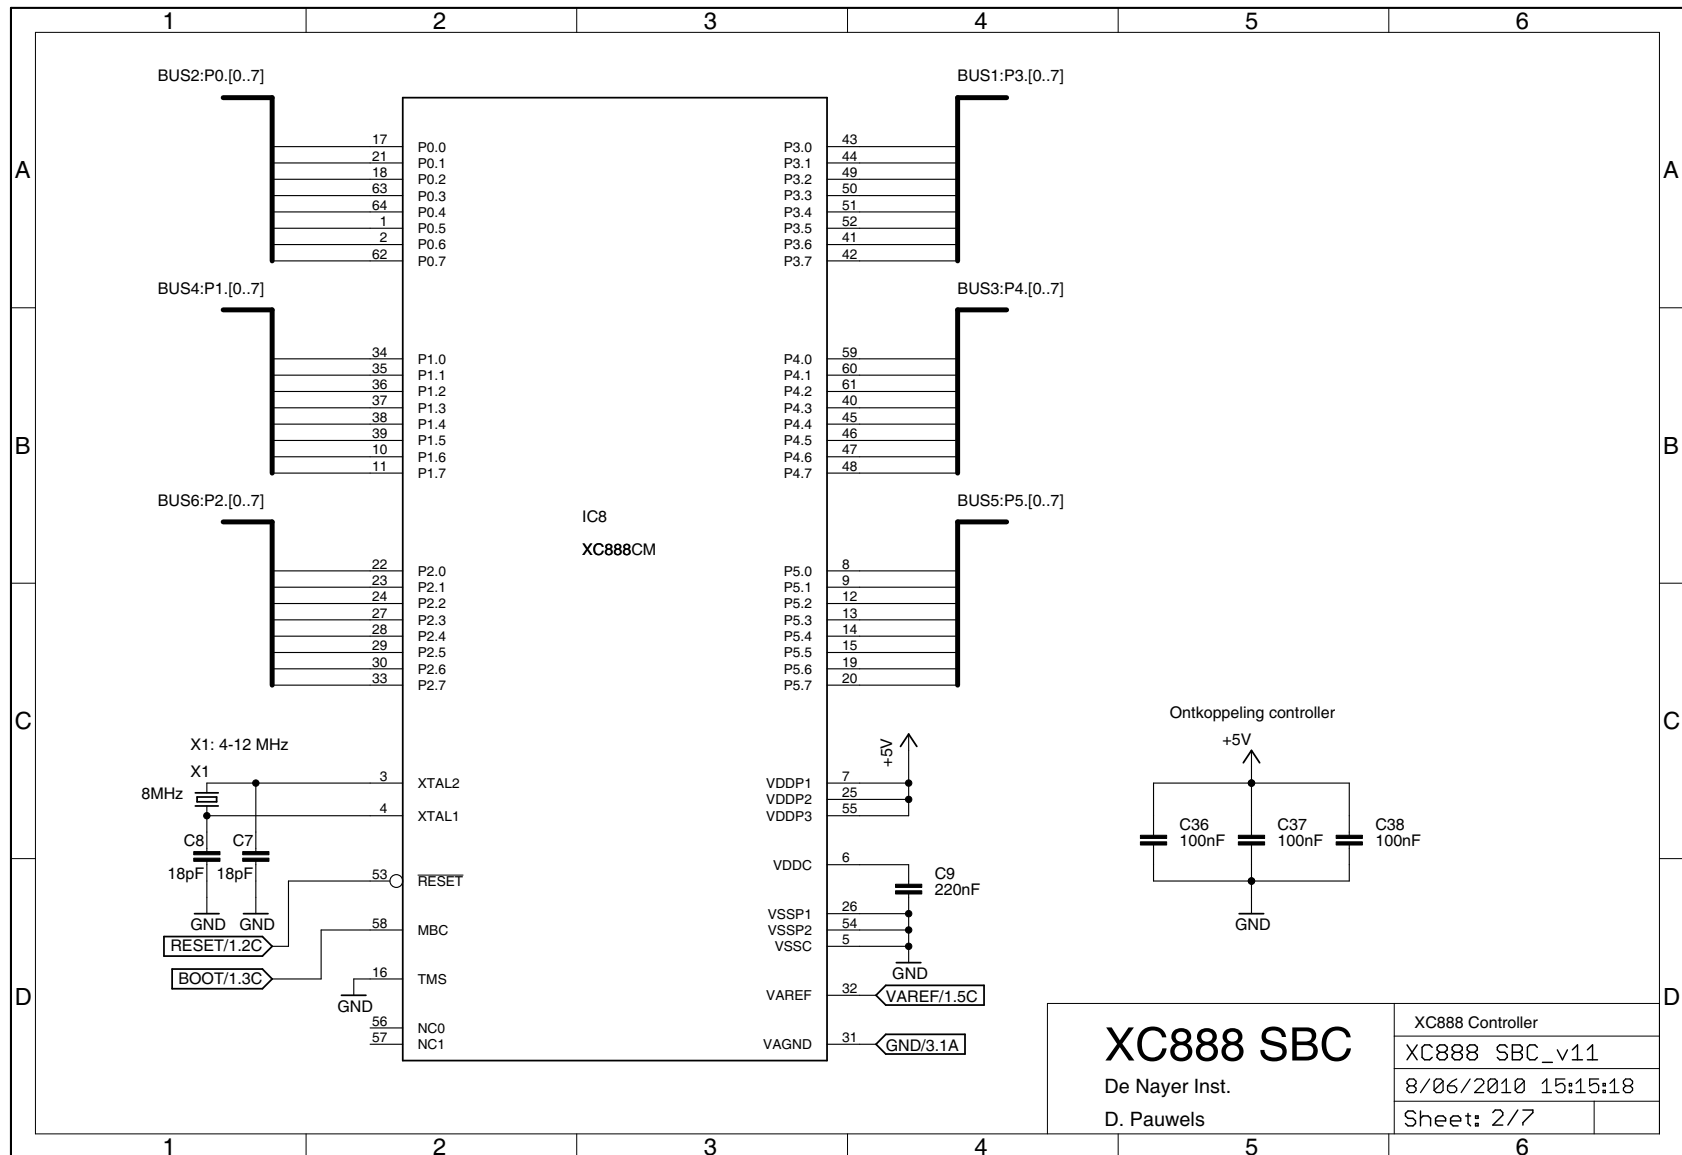 1 2 3 4 5 6
A A
B B
C C
D D
BUS2:P0.[0..7]
17 P0.0
21 P0.1
18 P0.2
63 P0.3
64 P0.4
1 P0.5
2 P0.6
62 P0.7
BUS4:P1.[0..7]
34 P1.0
35 P1.1
36 P1.2
37 P1.3
38 P1.4
39 P1.5
10 P1.6
11 P1.7
BUS6:P2.[0..7]
22 P2.0
23 P2.1
24 P2.2
27 P2.3
28 P2.4
29 P2.5
30 P2.6
33 P2.7
X1: 4-12 MHz
X1
8MHz
3 XTAL2
4 XTAL1
C8 C7
18pF 18pF
GND GND
53 RESET
RESET/1.2C
58 MBC
BOOT/1.3C
16 TMS
GND
56 NC0
57 NC1
IC8
XC888CM
BUS1:P3.[0..7]
P3.0 43
P3.1 44
P3.2 49
P3.3 50
P3.4 51
P3.5 52
P3.6 41
P3.7 42
BUS3:P4.[0..7]
P4.0 59
P4.1 60
P4.2 61
P4.3 40
P4.4 45
P4.5 46
P4.6 47
P4.7 48
BUS5:P5.[0..7]
P5.0 8
P5.1 9
P5.2 12
P5.3 13
P5.4 14
P5.5 15
P5.6 19
P5.7 20
+5V
VDDP1 7
VDDP2 25
VDDP3 55
VDDC 6
C9
220nF
VSSP1 26
VSSP2 54
VSSC 5
GND
VAREF 32 VAREF/1.5C
VAGND 31 GND/3.1A
Ontkoppeling controller
+5V
C36 C37 C38
100nF 100nF 100nF
GND
XC888 SBC
De Nayer Inst.
D. Pauwels
XC888 Controller
XC888 SBC_v11
8/06/2010 15:15:18
Sheet: 2/7
1 2 3 4 5 6